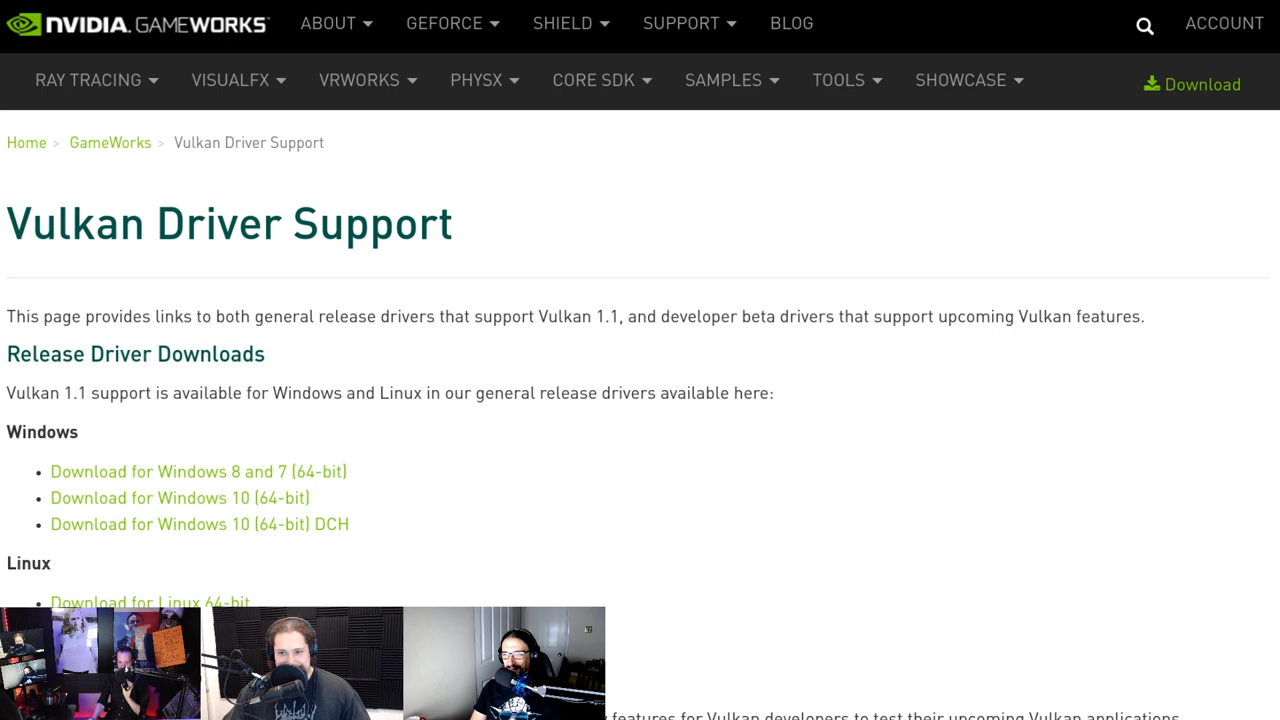 NVIDIA. GAMEWORKS ABOUT GEFORCE SHIELD SUPPORT BLOG ACCOUNT
RAY TRACING VISUALFX VRWORKS PHYSX CORE SDK SAMPLES TOOLS SHOWCASE Download
Home > GameWorks > Vulkan Driver Support
Vulkan Driver Support
This page provides links to both general release drivers that support Vulkan 1.1, and developer beta drivers that support upcoming Vulkan features.
Release Driver Downloads
Vulkan 1.1 support is available for Windows and Linux in our general release drivers available here:
Windows
• Download for Windows 8 and 7 (64-bit)
• Download for Windows 10 (64-bit)
• Download for Windows 10 (64-bit) DCH
Linux
• Download for Linux 64-bit
features for Vulkan developers to test their upcoming Vulkan applications